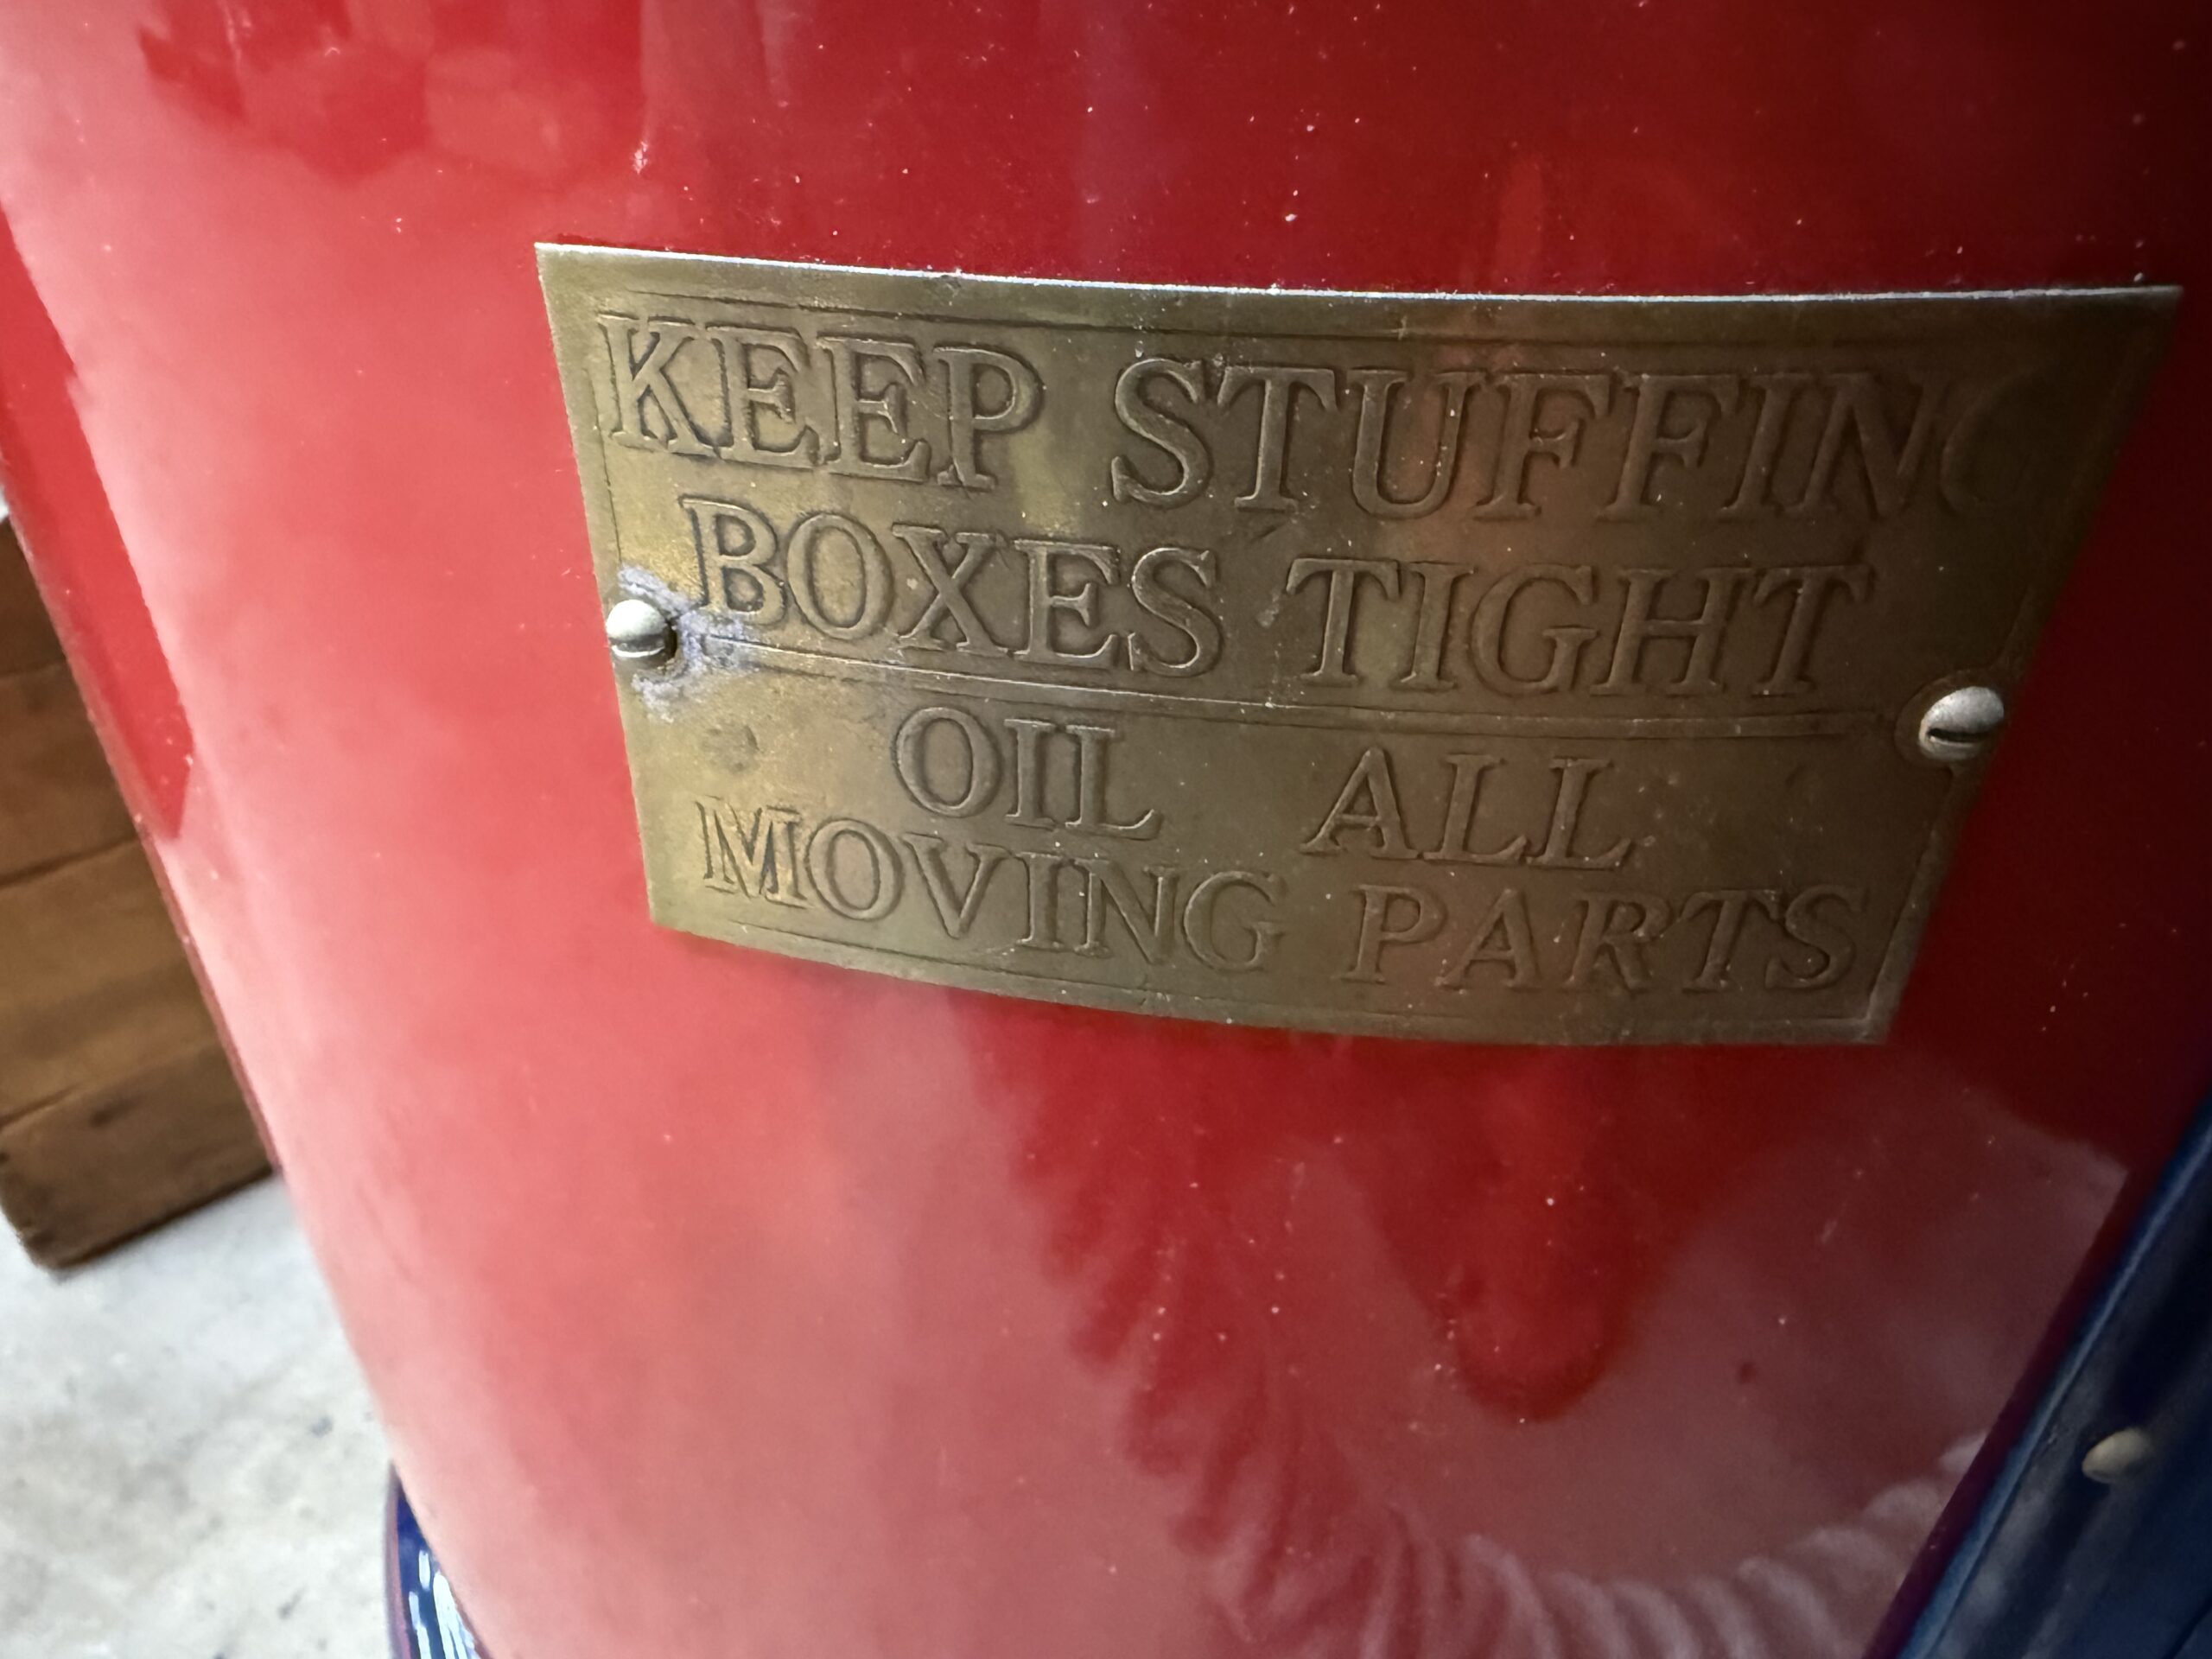 KEEP STUFFING
BOXES TIGHT
OIL ALL
MOVING PARTS